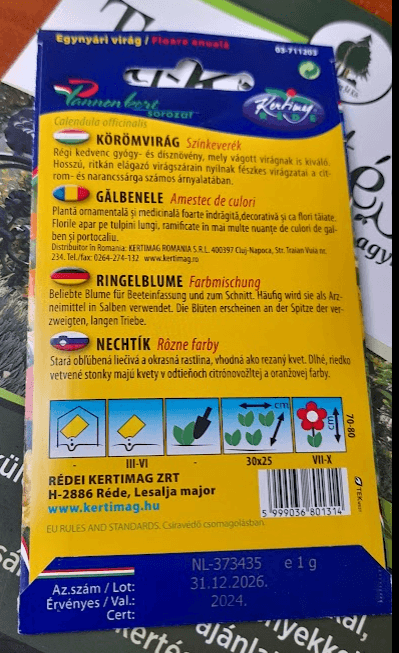 Egynyári virág / Floare anuală
03-711203
Pannon kert
sorozat
Kertimag
RÉDE
Calendula officinalis
KÖRÖMVIRÁG Színkeverék
Régi kedvenc gyógy- és dísznövény, mely vágott virágnak is kiváló.
Hosszú, ritkán elágazó virágszárain nyílnak fészkes virágzatai a cit-
rom- és narancssárga számos árnyalatában.
GĂLBENELE Amestec de culori
Plantă ornamentală și medicinală foarte îndrăgită,decorativă și ca flori tăiate.
Florile apar pe tulpini lungi, ramificate în mai multe nuanțe de culori de gal-
ben și portocaliu.
Distribuitor în Romania: KERTIMAG ROMANIA S.R.L. 400397 Cluj-Napoca, Str. Traian Vuia nr.
234. Tel./fax: 0264-274-132 www.kertimag.ro
RINGELBLUME Farbmischung
Beliebte Blume für Beeteinfassung und zum Schnitt. Häufig wird sie als Arz-
neimittel in Salben verwendet. Die Blüten erscheinen an der Spitze der ver-
zweigten, langen Triebe.
NECHTÍK Rôzne farby
Stará obľúbená liečivá a okrasná rastlina, vhodná ako rezaný kvet. Dlhé, riedko
vetvené stonky majú kvety v odtieňoch citrónovožltej a oranžovej farby.
cm
cm
70-80
- III-VI - 30x25 VII-X
RÉDEI KERTIMAG ZRT
H-2886 Réde, Lesalja major
www.kertimag.hu
5 999036 801314
EU RULES AND STANDARDS. Csíravédő csomagolásban.
Az.szám / Lot: NL-373435 e 1 g
Érvényes / Val.: 31.12.2026.
Cert: 2024.